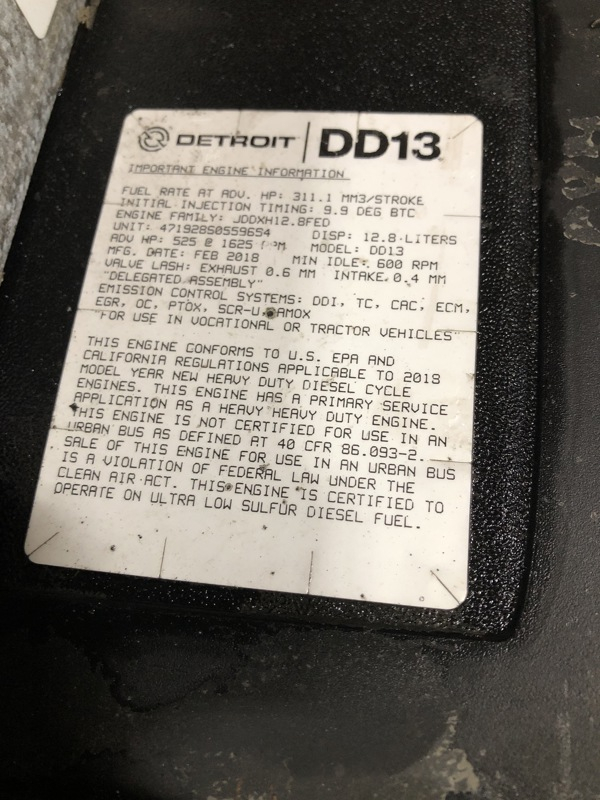 DETROIT DD13
IMPORTANT ENGINE INFORMATION
FUEL RATE AT ADV. HP: 311.1 MM3/STROKE
INITIAL INJECTION TIMING: 9.9 DEG BTC
ENGINE FAMILY: JDDXH12.8FED
UNIT: 471928S0559654 DISP: 12.8 LITERS
ADV HP: 525 @ 1625 RPM MODEL: DD13
MFG. DATE: FEB 2018 MIN IDLE: 600 RPM
VALVE LASH: EXHAUST 0.6 MM INTAKE 0.4 MM
"DELEGATED ASSEMBLY"
EMISSION CONTROL SYSTEMS: DDI, TC, CAC, ECM,
EGR, OC, PTOX, SCR-U, AMOX
"FOR USE IN VOCATIONAL OR TRACTOR VEHICLES"
THIS ENGINE CONFORMS TO U.S. EPA AND
CALIFORNIA REGULATIONS APPLICABLE TO 2018
MODEL YEAR NEW HEAVY DUTY DIESEL CYCLE
ENGINES. THIS ENGINE HAS A PRIMARY SERVICE
APPLICATION AS A HEAVY HEAVY DUTY ENGINE.
THIS ENGINE IS NOT CERTIFIED FOR USE IN AN
URBAN BUS AS DEFINED AT 40 CFR 86.093-2.
SALE OF THIS ENGINE FOR USE IN AN URBAN BUS
IS A VIOLATION OF FEDERAL LAW UNDER THE
CLEAN AIR ACT. THIS ENGINE IS CERTIFIED TO
OPERATE ON ULTRA LOW SULFUR DIESEL FUEL.